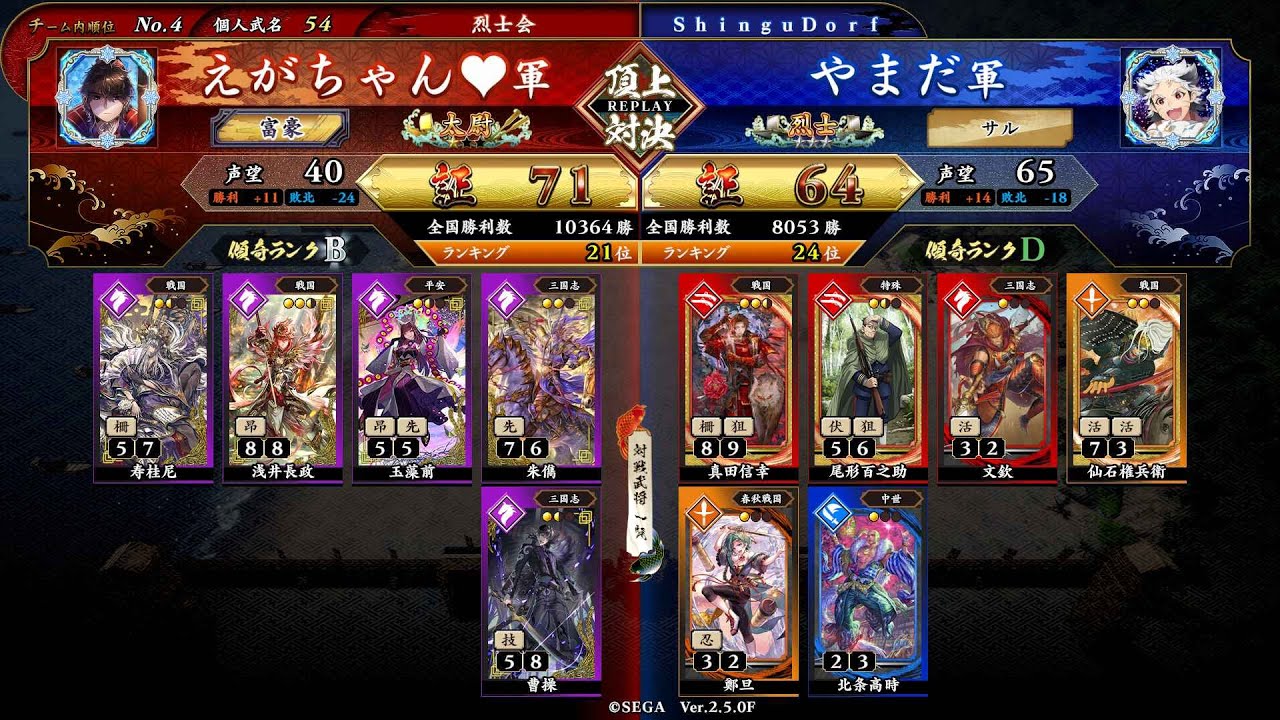 チーム内順位 No.4 個人武名 54
烈士会
ShinguDorf
えがちゃん♥軍
頂上
REPLAY
対決
やまだ軍
富豪
大尉
烈士
サル
声望 40
勝利 +11 敗北 -24
証 71
証 64
声望 65
勝利 +14 敗北 -18
全国勝利数 10364勝
全国勝利数 8053勝
傾奇ランクB
ランキング 21位
ランキング 24位
傾奇ランクD
戦国
柵
5 7
寿桂尼
戦国
昂
8 8
浅井長政
平安
昂 先
5 5
玉藻前
三国志
先
7 6
朱儁
対戦武将一覧
戦国
柵 狙
8 9
真田信幸
特殊
伏 狙
5 6
尾形百之助
三国志
活
3 2
文欽
戦国
活 活
7 3
仙石権兵衛
三国志
技
5 8
曹操
春秋戦国
忍
3 2
鄭旦
中世
2 3
北条高時
©SEGA Ver.2.5.0F